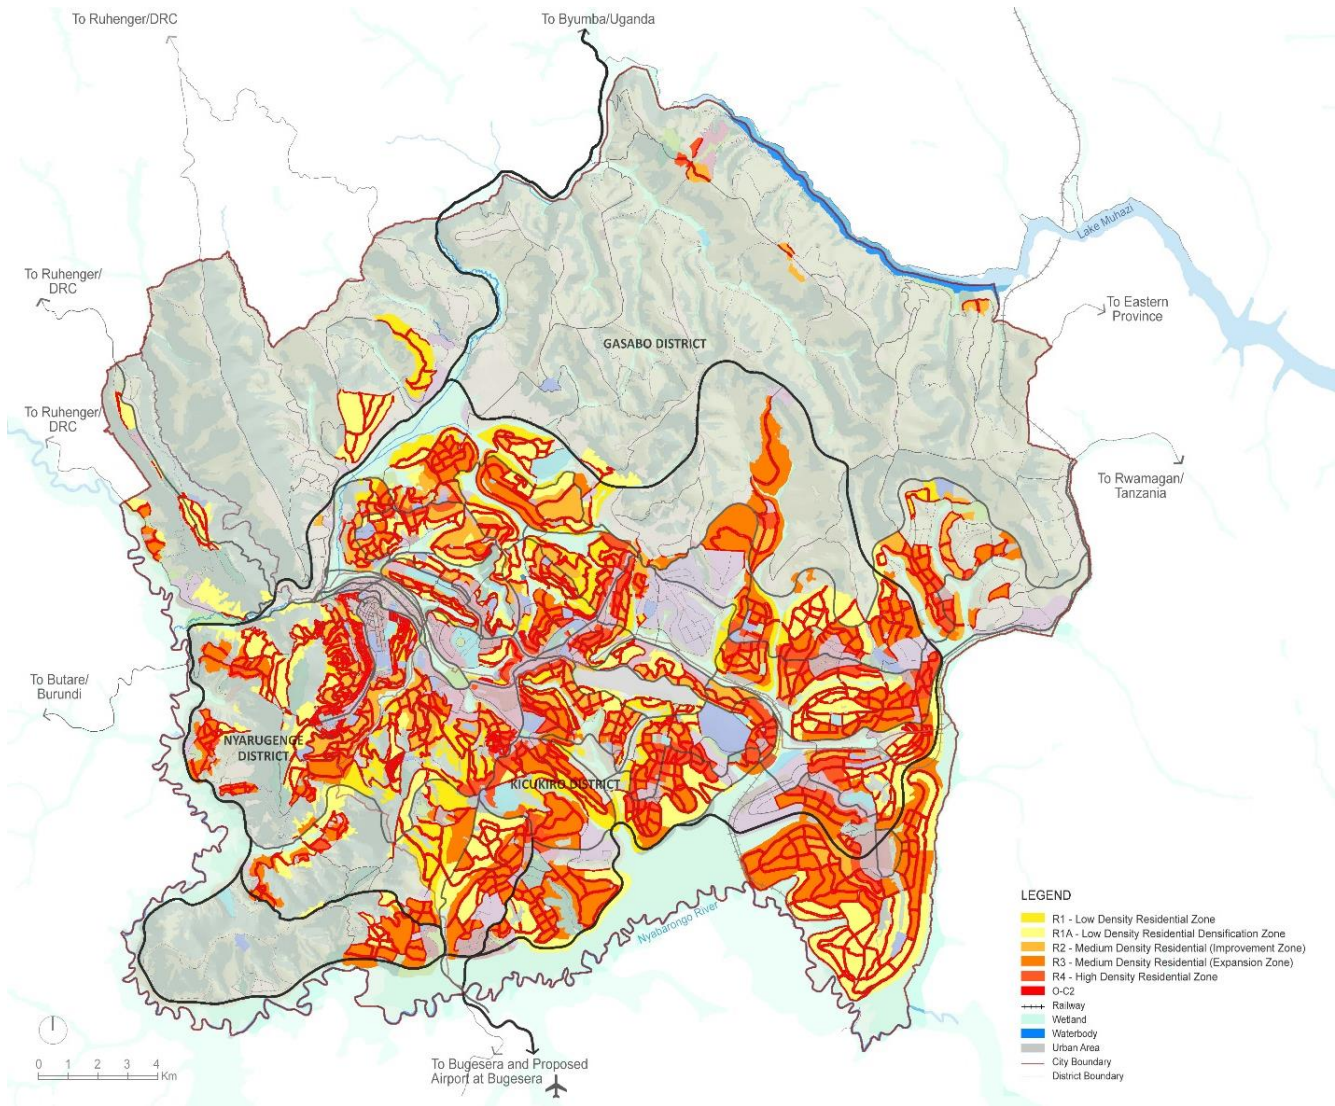 To Ruhenger/DRC
To Byumba/Uganda
Lake Muhazi
To Ruhenger/
DRC
To Eastern
Province
GASABO DISTRICT
To Ruhenger/
DRC
To Rwamagan/
Tanzania
To Butare/
Burundi
NYARUGENGE
DISTRICT
KICUKIRO DISTRICT
Nyabarongo River
LEGEND
R1 - Low Density Residential Zone
R1A - Low Density Residential Densification Zone
R2 - Medium Density Residential (Improvement Zone)
R3 - Medium Density Residential (Expansion Zone)
R4 - High Density Residential Zone
O-C2
Railway
Wetland
Waterbody
Urban Area
City Boundary
District Boundary
0 1 2 3 4
Km
To Bugesera and Proposed
Airport at Bugesera